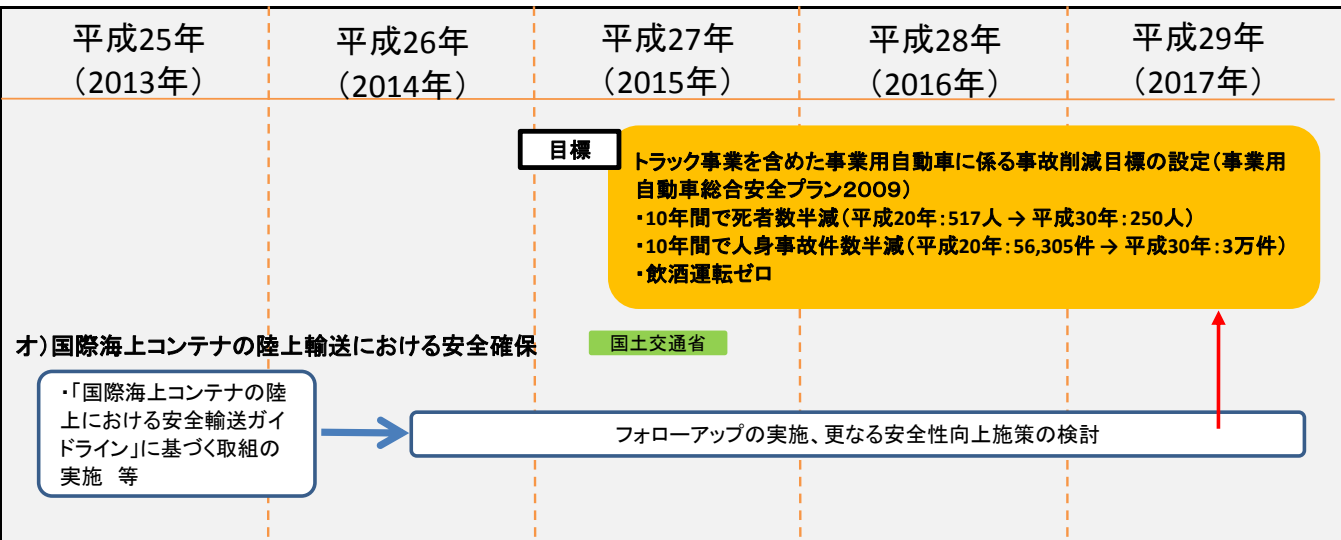 平成25年
（2013年）
平成26年
（2014年）
平成27年
（2015年）
平成28年
（2016年）
平成29年
（2017年）
目標
トラック事業を含めた事業用自動車に係る事故削減目標の設定（事業用
自動車総合安全プラン２００９）
・10年間で死者数半減（平成20年：517人 → 平成30年：250人）
・10年間で人身事故件数半減（平成20年：56,305件 → 平成30年：3万件）
・飲酒運転ゼロ
オ）国際海上コンテナの陸上輸送における安全確保
国土交通省
・「国際海上コンテナの陸
上における安全輸送ガイ
ドライン」に基づく取組の
実施　等
フォローアップの実施、更なる安全性向上施策の検討